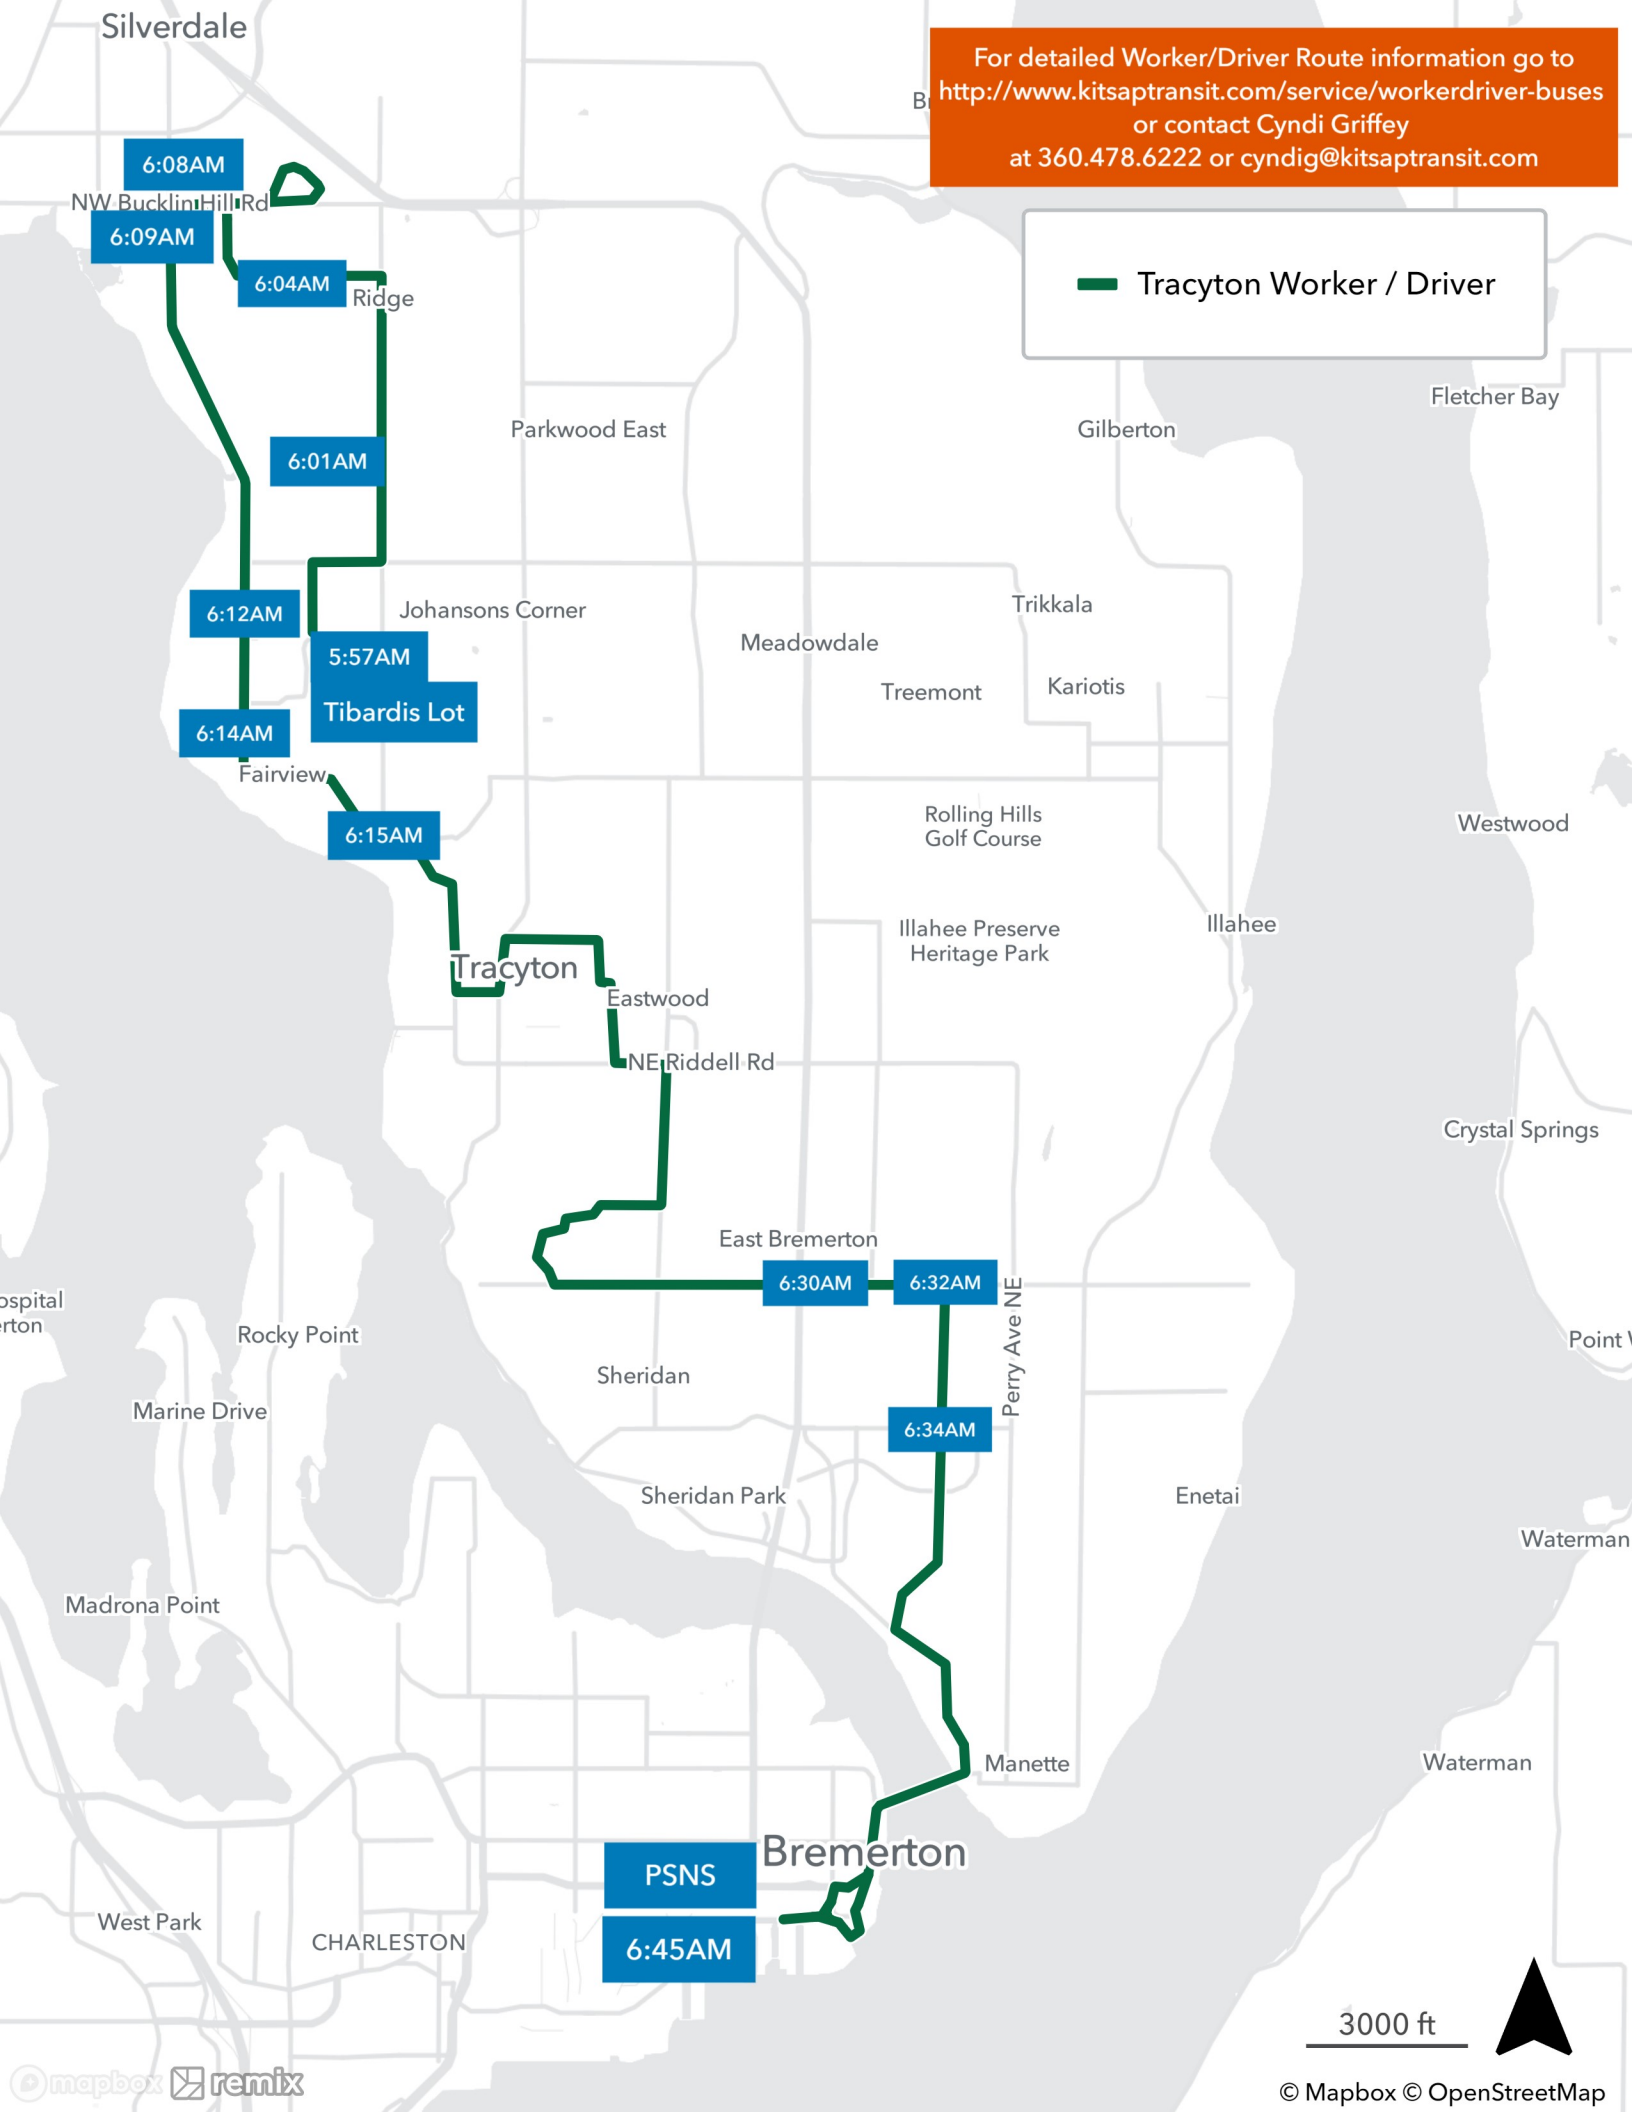 Silverdale
For detailed Worker/Driver Route information go to
http://www.kitsaptransit.com/service/workerdriver-buses
or contact Cyndi Griffey
at 360.478.6222 or cyndig@kitsaptransit.com
6:08AM
NW Bucklin Hill Rd
6:09AM
6:04AM
Ridge
Tracyton Worker / Driver
Fletcher Bay
Parkwood East
Gilberton
6:01AM
6:12AM
Johansons Corner
Trikkala
Meadowdale
5:57AM
Tibardis Lot
Treemont
Kariotis
6:14AM
Fairview
6:15AM
Rolling Hills
Golf Course
Westwood
Illahee Preserve
Heritage Park
Illahee
Tracyton
Eastwood
NE Riddell Rd
Crystal Springs
East Bremerton
6:30AM
6:32AM
Perry Ave NE
ospital
erton
Rocky Point
Point
Sheridan
Marine Drive
6:34AM
Sheridan Park
Enetai
Waterman
Madrona Point
Manette
Waterman
Bremerton
PSNS
6:45AM
West Park
CHARLESTON
3000 ft
mapbox
remix
© Mapbox © OpenStreetMap